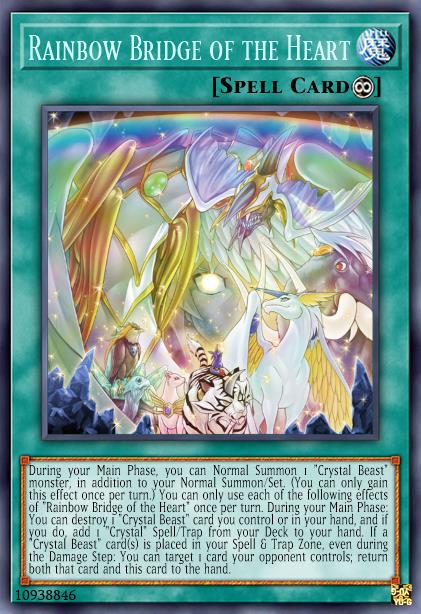 RAINBOW BRIDGE OF THE HEART
魔
[SPELL CARD]
During your Main Phase, you can Normal Summon 1 "Crystal Beast"
monster, in addition to your Normal Summon/Set. (You can only gain
this effect once per turn.) You can only use each of the following effects
of "Rainbow Bridge of the Heart" once per turn. During your Main Phase:
You can destroy 1 "Crystal Beast" card you control or in your hand, and if
you do, add 1 "Crystal" Spell/Trap from your Deck to your hand. If a
"Crystal Beast" card(s) is placed in your Spell & Trap Zone, even during
the Damage Step: You can target 1 card your opponent controls; return
both that card and this card to the hand.
10938846